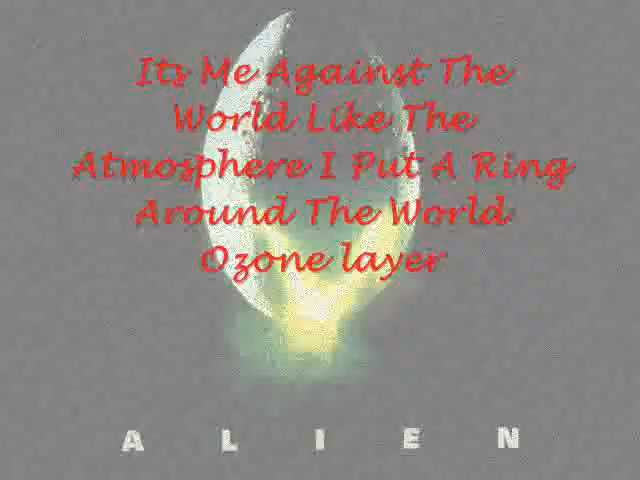 Its Me Against The
World Like The
Atmosphere I Put A Ring
Around The World
Ozone layer
A L I E N